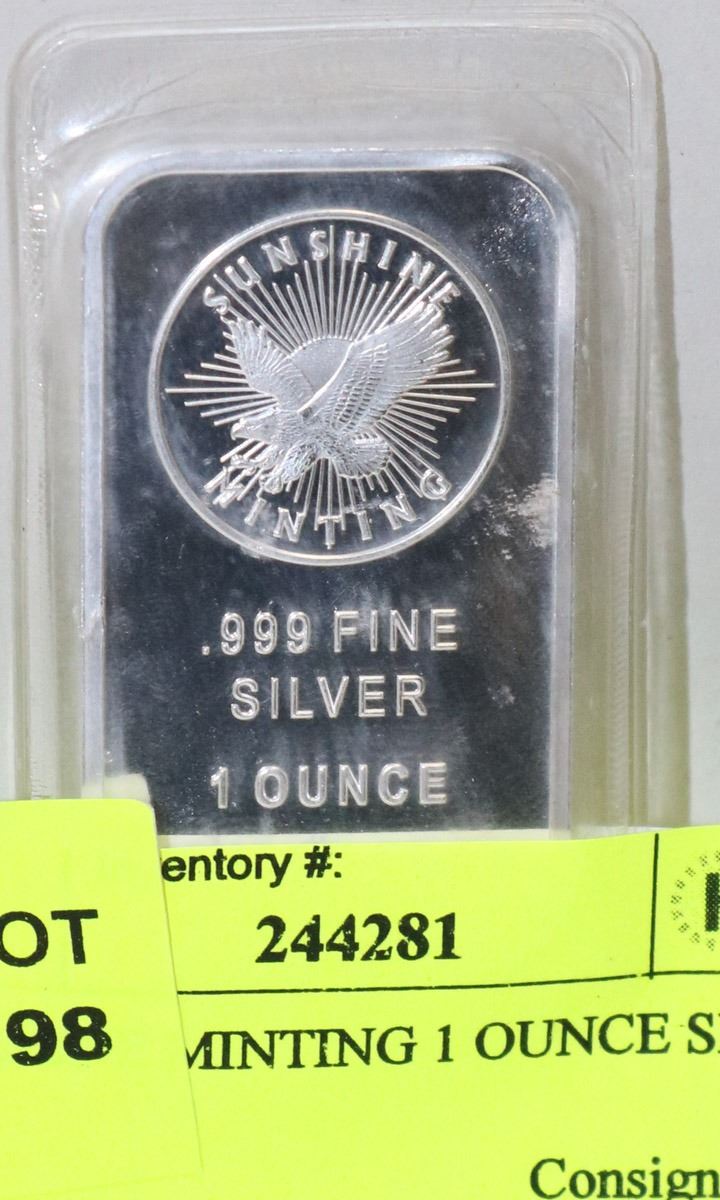 SUNSHINE
MINTING
.999 FINE
SILVER
1 OUNCE
entory #:
244281
OT
98
MINTING 1 OUNCE S
Consign